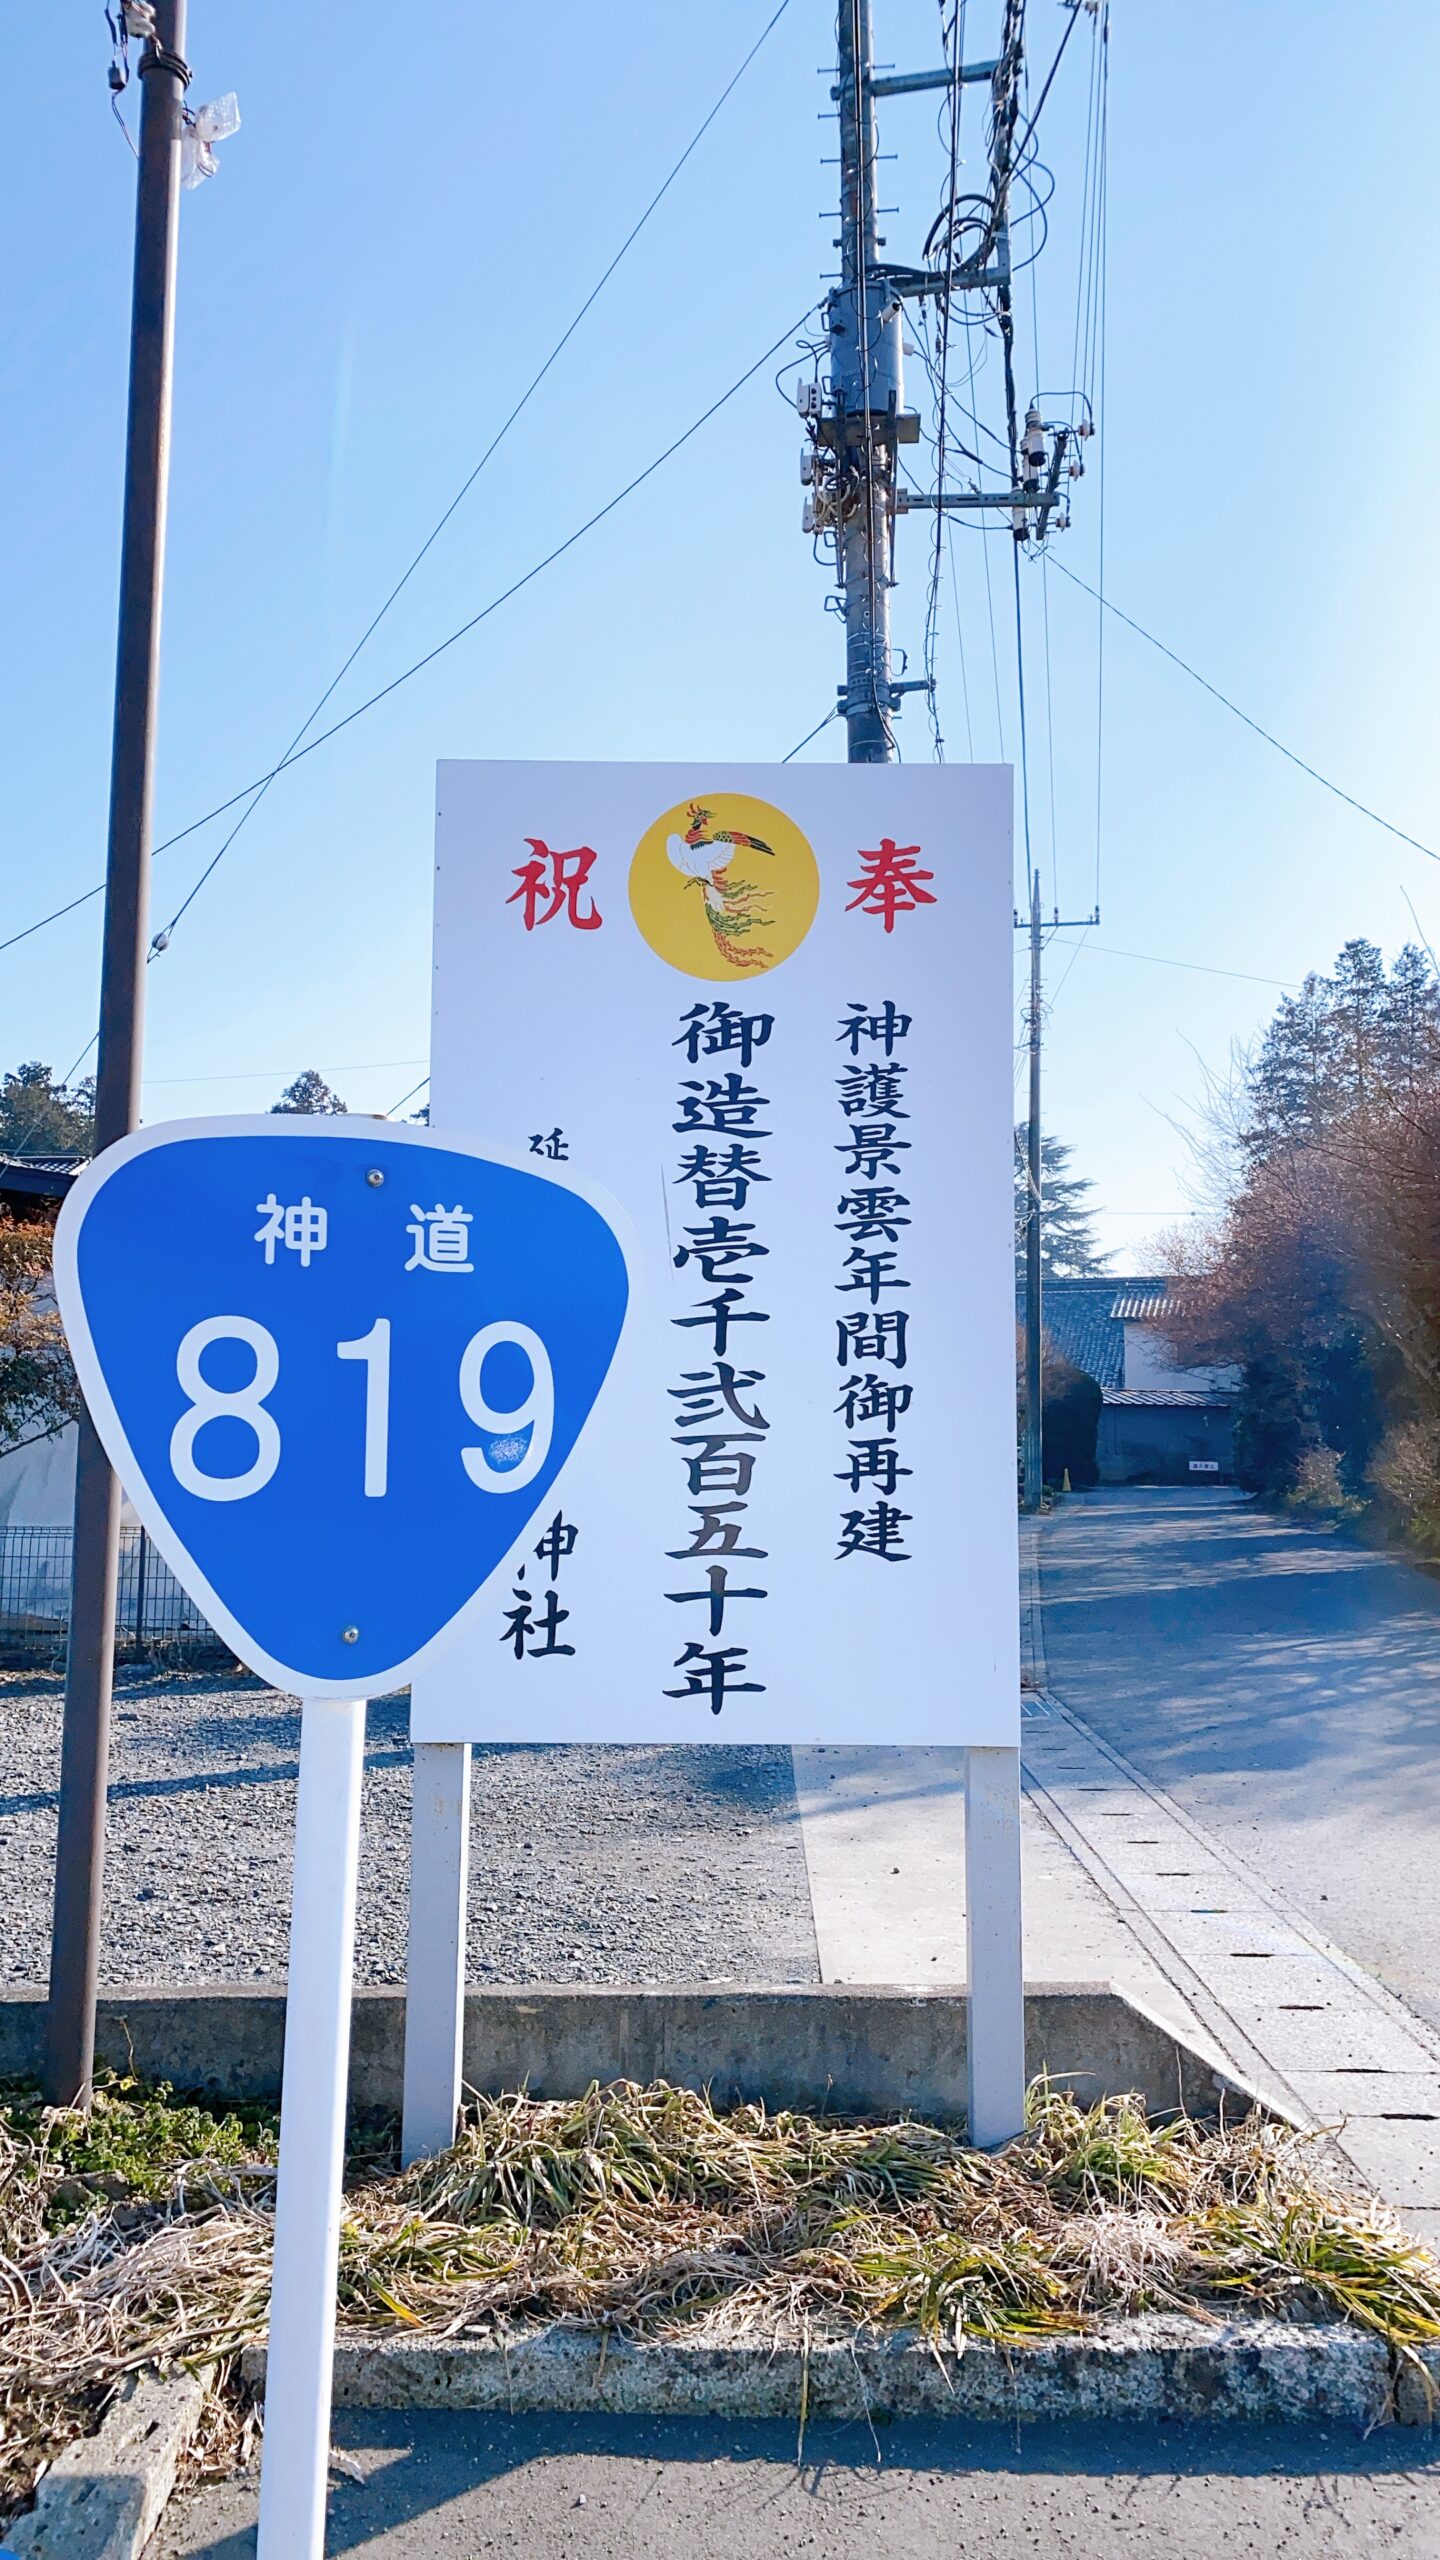 奉祝
神護景雲年間御再建
御造替壱千弐百五十年
延
神社
神道
819